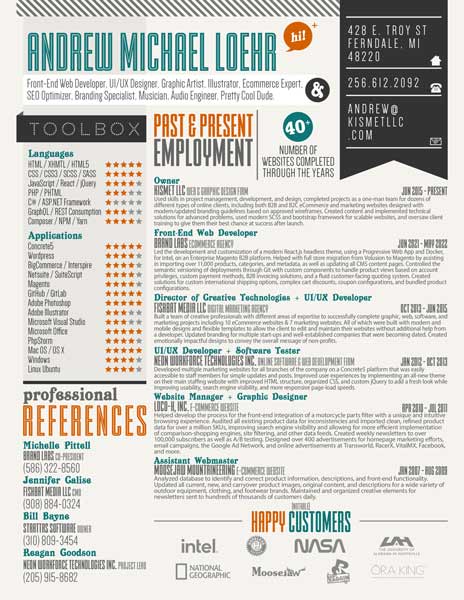 ANDREW MICHAEL LOEHR
hi!
+
Front-End Web Developer, UI/UX Designer, Graphic Artist, Illustrator, Ecommerce Expert,
SEO Optimizer, Branding Specialist, Musician, Audio Engineer, Pretty Cool Dude.
&
428 E. TROY ST
FERNDALE, MI
48220
256.612.2092
ANDREW@
KISMETLLC
.COM
TOOLBOX
Languages
HTML / XHMTL / HTML5
CSS / CSS3 / SCSS / SASS
JavaScript / React / jQuery
PHP / PHTML
C# / ASP.NET Framework
GraphQL / REST Consumption
Composer / NPM / Yarn
Applications
Concrete5
Wordpress
BigCommerce / Interspire
Netsuite / SuiteScript
Magento
GitHub / GitLab
Adobe Photoshop
Adobe Illustrator
Microsoft Visual Studio
Microsoft Office
PhpStorm
Mac OS / OS X
Windows
Linux Ubuntu
professional
REFERENCES
Michelle Pittell
BRAND LABS CO-PRESIDENT
(586) 322-8560
Jennifer Galise
FISHBAT MEDIA LLC CMO
(908) 884-0324
Bill Bayne
STRATTAS SOFTWARE OWNER
(310) 809-3454
Reagan Goodson
NEON WORKFORCE TECHNOLOGIES INC. PROJECT LEAD
(205) 915-8682
PAST & PRESENT
EMPLOYMENT
40+
NUMBER OF
WEBSITES COMPLETED
THROUGH THE YEARS
Owner
KISMET LLC WEB & GRAPHIC DESIGN FIRM JUN 2015 - PRESENT
Used skills in project management, development, and design, completed projects as a one-man team for dozens of
different types of online clients, including both B2B and B2C eCommerce and marketing websites designed with
modern/updated branding guidelines based on approved wireframes. Created content and implemented technical
solutions for advanced problems, used modern SCSS and bootstrap framework for scalable websites, and oversaw client
training to give them their best chance at success after launch.
Front-End Web Developer
BRAND LABS ECOMMERCE AGENCY JUN 2021 - MAY 2022
Led the development and customization of a modern React.js headless theme, using a Progressive Web App and Docker,
for Intel, on an Enterprise Magento B2B platform. Helped with full store migration from Volusion to Magento by assisting
in importing over 11,000 products, categories, and metadata, as well as updating all CMS pages content. Controlled the
semantic versioning of deployments through Git with custom components to handle product views based on account
privileges, custom payment methods, B2B invoicing solutions, and a fluid customer-facing quoting system. Created
solutions for custom international shipping options, complex cart discounts, coupon configurations, and bundled product
configurations.
Director of Creative Technologies + UI/UX Developer
FISHBAT MEDIA LLC DIGITAL MARKETING AGENCY OCT 2013 - JUN 2015
Built a team of creative professionals with different areas of expertise to successfully complete graphic, web, software, and
marketing projects including 10 eCommerce websites & 7 marketing websites. All of which were built with modern and
modular designs and flexible templates to allow the client to edit and maintain their websites without additional help from
a developer. Updated branding for multiple start-ups and well-established companies that were becoming dated. Created
emotionally impactful designs to convey the overall message of non-profits.
UI/UX Developer + Software Tester
NEON WORKFORCE TECHNOLOGIES INC. ONLINE SOFTWARE & WEB DEVELOPMENT FIRM JAN 2012 - OCT 2013
Developed multiple marketing websites for all branches of the company on a Concrete5 platform that was easily
accessible to staff members for simple updates and posts. Improved user experiences by implementing an all-new theme
on their main staffing website with improved HTML structure, organized CSS, and custom jQuery to add a fresh look while
improving usability, search engine visibility, and more responsive page-load speeds.
Website Manager + Graphic Designer
LOCO-H, INC. E-COMMERCE WEBSITE APR 2010 - JUL 2011
Helped develop the process for the front-end integration of a motorcycle parts filter within a unique and intuitive
browsing experience. Audited all existing product data for inconsistencies and imported clean, refined product
data for over a million SKUs, improving search engine visibility and allowing for more efficient implementation
of comparison-shopping engines, site filtering, and other data feeds. Created weekly newsletters to over
100,000 subscribers as well as A/B testing. Designed over 400 advertisements for homepage marketing efforts,
email campaigns, the Google Ad Network, and online advertisements at Transworld, RacerX, VitalMX, Facebook,
and more.
Assistant Webmaster
MOOSEJAW MOUNTAINEERING E-COMMERCE WEBSITE JAN 2007 - AUG 2009
Analyzed database to identify and correct product information, descriptions, and front-end functionality.
Updated all current, new, and carryover product images, original content, and descriptions for a wide variety of
outdoor equipment, clothing, and footwear brands. Maintained and organized creative elements for
newsletters sent to hundreds of thousands of customers daily.
(NOTABLE)
HAPPY CUSTOMERS
intel
NASA
NATIONAL
GEOGRAPHIC
Moosejaw
ORA KING